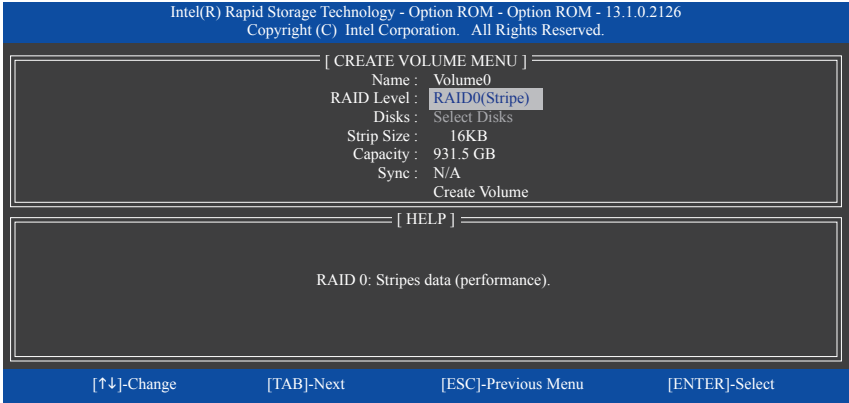 Intel(R) Rapid Storage Technology - Option ROM - Option ROM - 13.1.0.2126
Copyright (C) Intel Corporation. All Rights Reserved.
[ CREATE VOLUME MENU ]
Name : Volume0
RAID Level : RAID0(Stripe)
Disks : Select Disks
Strip Size : 16KB
Capacity : 931.5 GB
Sync : N/A
Create Volume
[ HELP ]
RAID 0: Stripes data (performance).
[↑↓]-Change [TAB]-Next [ESC]-Previous Menu [ENTER]-Select